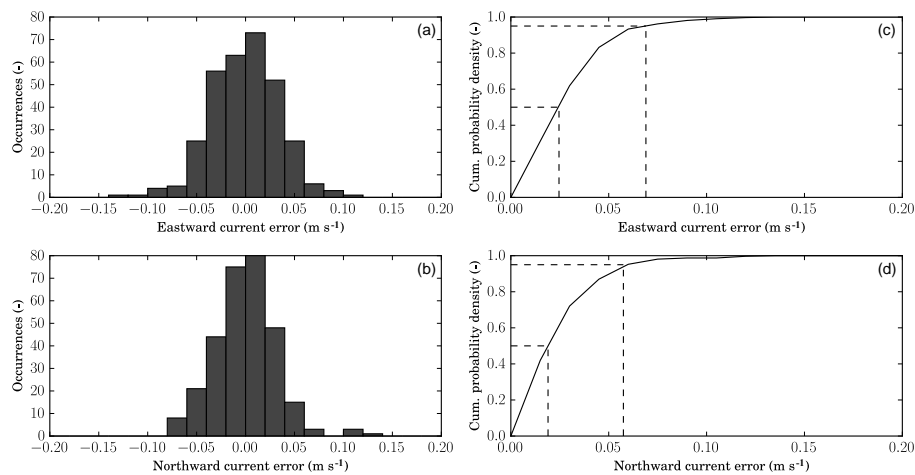 80
70
60
50
40
30
20
10
0
Occurrences (-)
(a)
−0.20 −0.15 −0.10 −0.05 0.00 0.05 0.10 0.15 0.20
Eastward current error (m s⁻¹)
1.0
0.8
0.6
0.4
0.2
0.0
Cum. probability density (-)
(c)
0.00 0.05 0.10 0.15 0.20
Eastward current error (m s⁻¹)
80
70
60
50
40
30
20
10
0
Occurrences (-)
(b)
−0.20 −0.15 −0.10 −0.05 0.00 0.05 0.10 0.15 0.20
Northward current error (m s⁻¹)
1.0
0.8
0.6
0.4
0.2
0.0
Cum. probability density (-)
(d)
0.00 0.05 0.10 0.15 0.20
Northward current error (m s⁻¹)